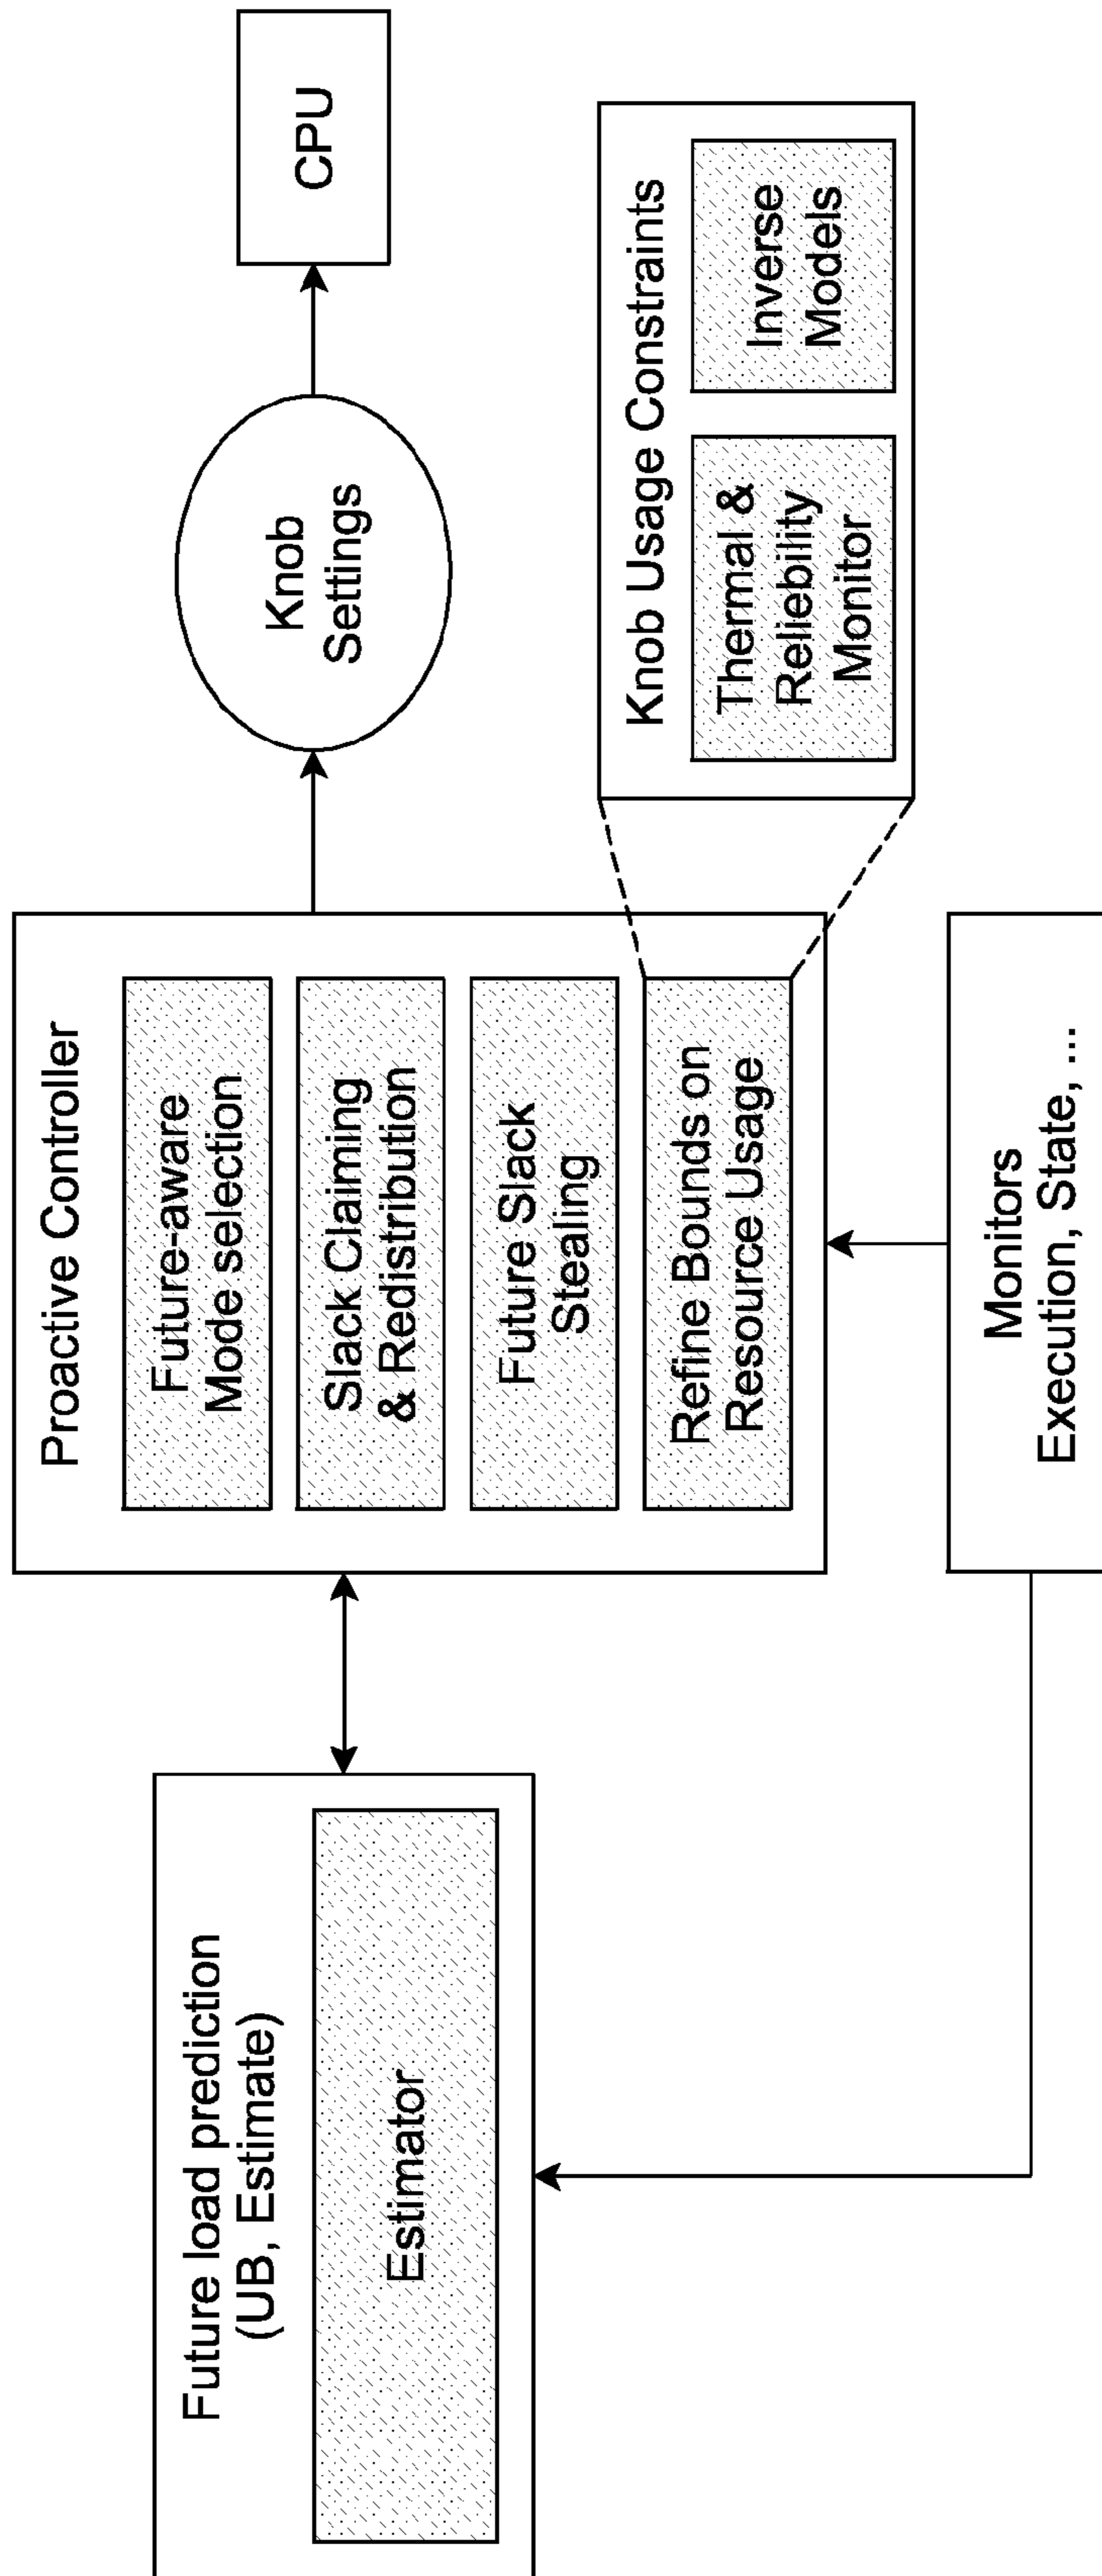 Future load prediction
(UB, Estimate)
Estimator
Proactive Controller
Future-aware
Mode selection
Slack Claiming
& Redistribution
Future Slack
Stealing
Refine Bounds on
Resource Usage
Knob
Settings
CPU
Knob Usage Constraints
Thermal &
Reliebility
Monitor
Inverse
Models
Monitors
Execution, State, ...